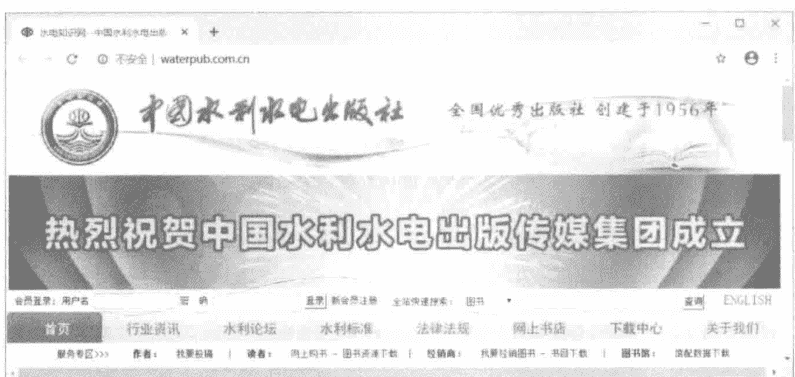 水电知识网--中国水利水电出版
不安全 | waterpub.com.cn
中国水利水电出版社 全国优秀出版社 创建于1956年
热烈祝贺中国水利水电出版传媒集团成立
会员登录: 用户名 密 码 登录 新会员注册 全站快速搜索: 图书 查询 ENGLISH
首页 行业资讯 水利论坛 水利标准 法律法规 网上书店 下载中心 关于我们
服务专区>>> 作者: 我要投稿 | 读者: 网上购书 - 图书资源下载 | 经销商: 我要经销图书 - 书目下载 | 图书馆: 编配数据下载